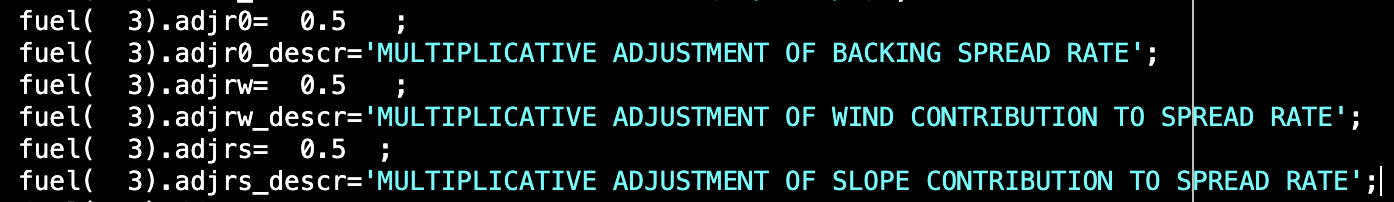 fuel(  3).adjr0=  0.5   ;
fuel(  3).adjr0_descr='MULTIPLICATIVE ADJUSTMENT OF BACKING SPREAD RATE';
fuel(  3).adjrw=  0.5   ;
fuel(  3).adjrw_descr='MULTIPLICATIVE ADJUSTMENT OF WIND CONTRIBUTION TO SPREAD RATE';
fuel(  3).adjrs=  0.5  ;
fuel(  3).adjrs_descr='MULTIPLICATIVE ADJUSTMENT OF SLOPE CONTRIBUTION TO SPREAD RATE';